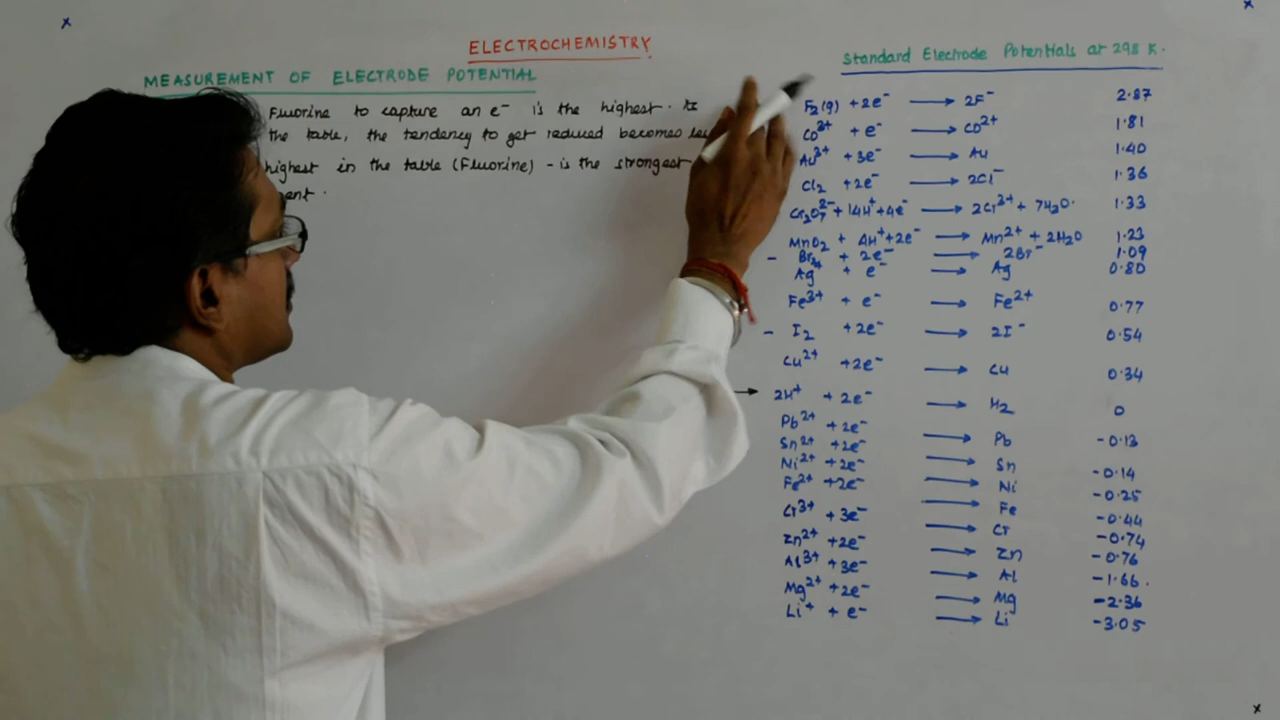 ELECTROCHEMISTRY
MEASUREMENT OF ELECTRODE POTENTIAL
Fluorine to capture an e⁻ is the highest.
the table, the tendency to get reduced becomes
highest in the table (Fluorine) - is the strongest
Standard Electrode Potentials at 298 K.
F₂(g) + 2e⁻ → 2F⁻ 2.87
Co³⁺ + e⁻ → Co²⁺ 1.81
Au³⁺ + 3e⁻ → Au 1.40
Cl₂ + 2e⁻ → 2Cl⁻ 1.36
Cr₂O₇²⁻ + 14H⁺ + 4e⁻ → 2Cr³⁺ + 7H₂O. 1.33
MnO₂ + 4H⁺ + 2e⁻ → Mn²⁺ + 2H₂O 1.23
- Br₂ + 2e⁻ → 2Br⁻ 1.09
Ag⁺ + e⁻ → Ag 0.80
Fe³⁺ + e⁻ → Fe²⁺ 0.77
- I₂ + 2e⁻ → 2I⁻ 0.54
Cu²⁺ + 2e⁻ → Cu 0.34
→ 2H⁺ + 2e⁻ → H₂ 0
Pb²⁺ + 2e⁻ → Pb -0.13
Sn²⁺ + 2e⁻ → Sn -0.14
Ni²⁺ + 2e⁻ → Ni -0.25
Fe²⁺ + 2e⁻ → Fe -0.44
Cr³⁺ + 3e⁻ → Cr -0.74
Zn²⁺ + 2e⁻ → Zn -0.76
Al³⁺ + 3e⁻ → Al -1.66.
Mg²⁺ + 2e⁻ → Mg -2.36
Li⁺ + e⁻ → Li -3.05